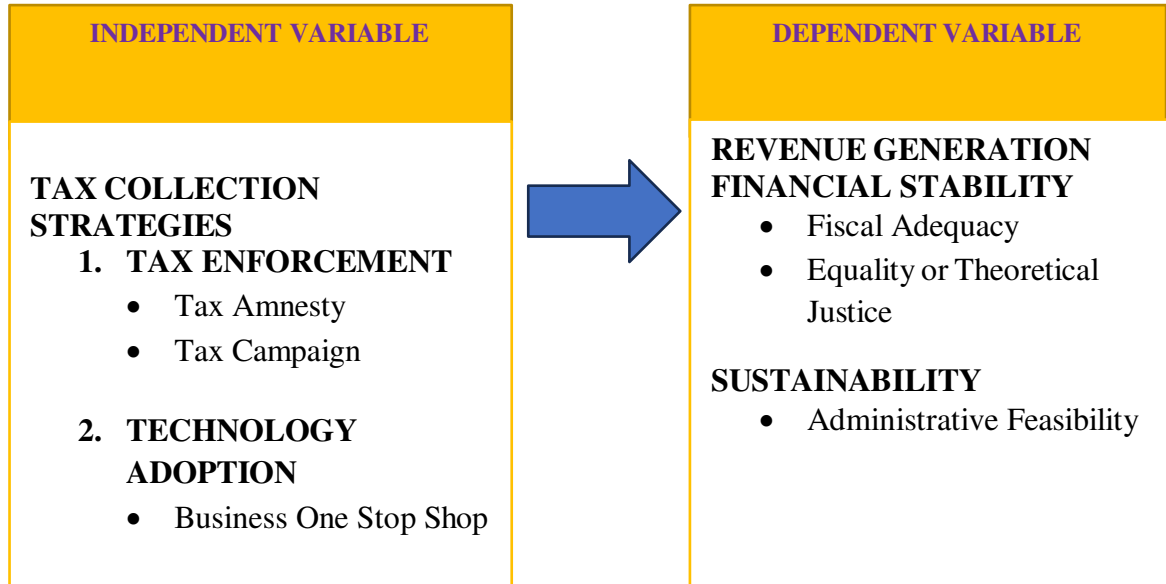 INDEPENDENT VARIABLE
TAX COLLECTION
STRATEGIES
1. TAX ENFORCEMENT
• Tax Amnesty
• Tax Campaign
2. TECHNOLOGY
ADOPTION
• Business One Stop Shop
DEPENDENT VARIABLE
REVENUE GENERATION
FINANCIAL STABILITY
• Fiscal Adequacy
• Equality or Theoretical
Justice
SUSTAINABILITY
• Administrative Feasibility